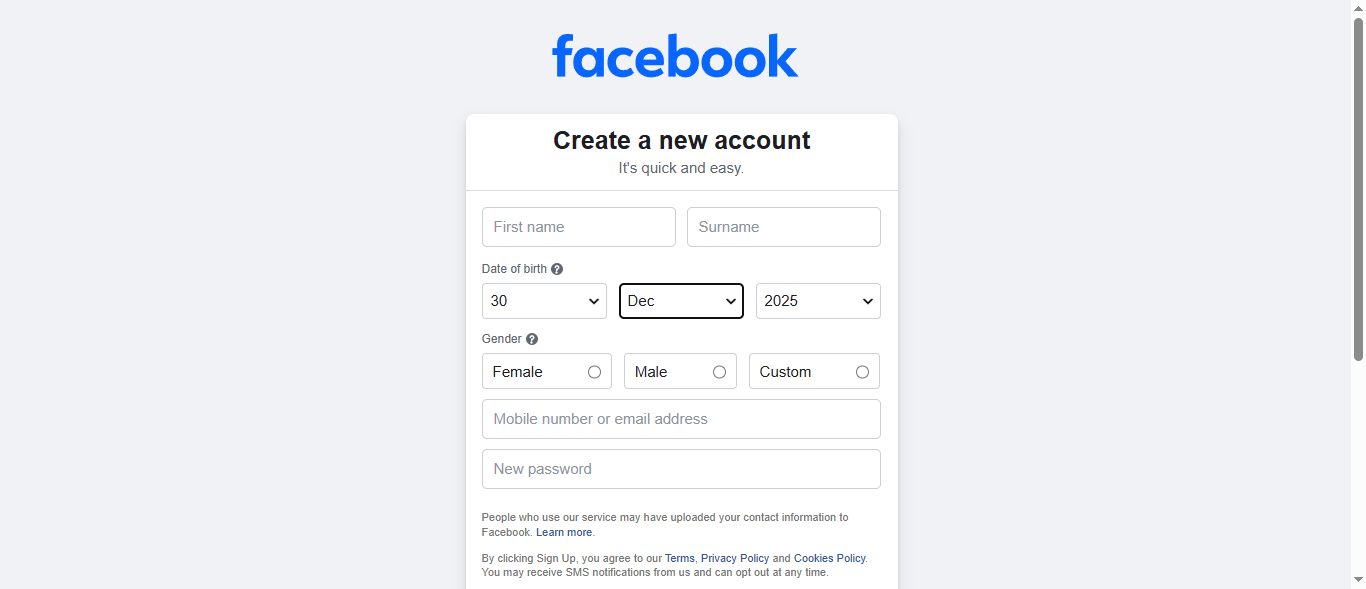 facebook
Create a new account
It's quick and easy.
First name Surname
Date of birth ?
30 Dec 2025
Gender ?
Female Male Custom
Mobile number or email address
New password
People who use our service may have uploaded your contact information to
Facebook. Learn more.
By clicking Sign Up, you agree to our Terms, Privacy Policy and Cookies Policy.
You may receive SMS notifications from us and can opt out at any time.